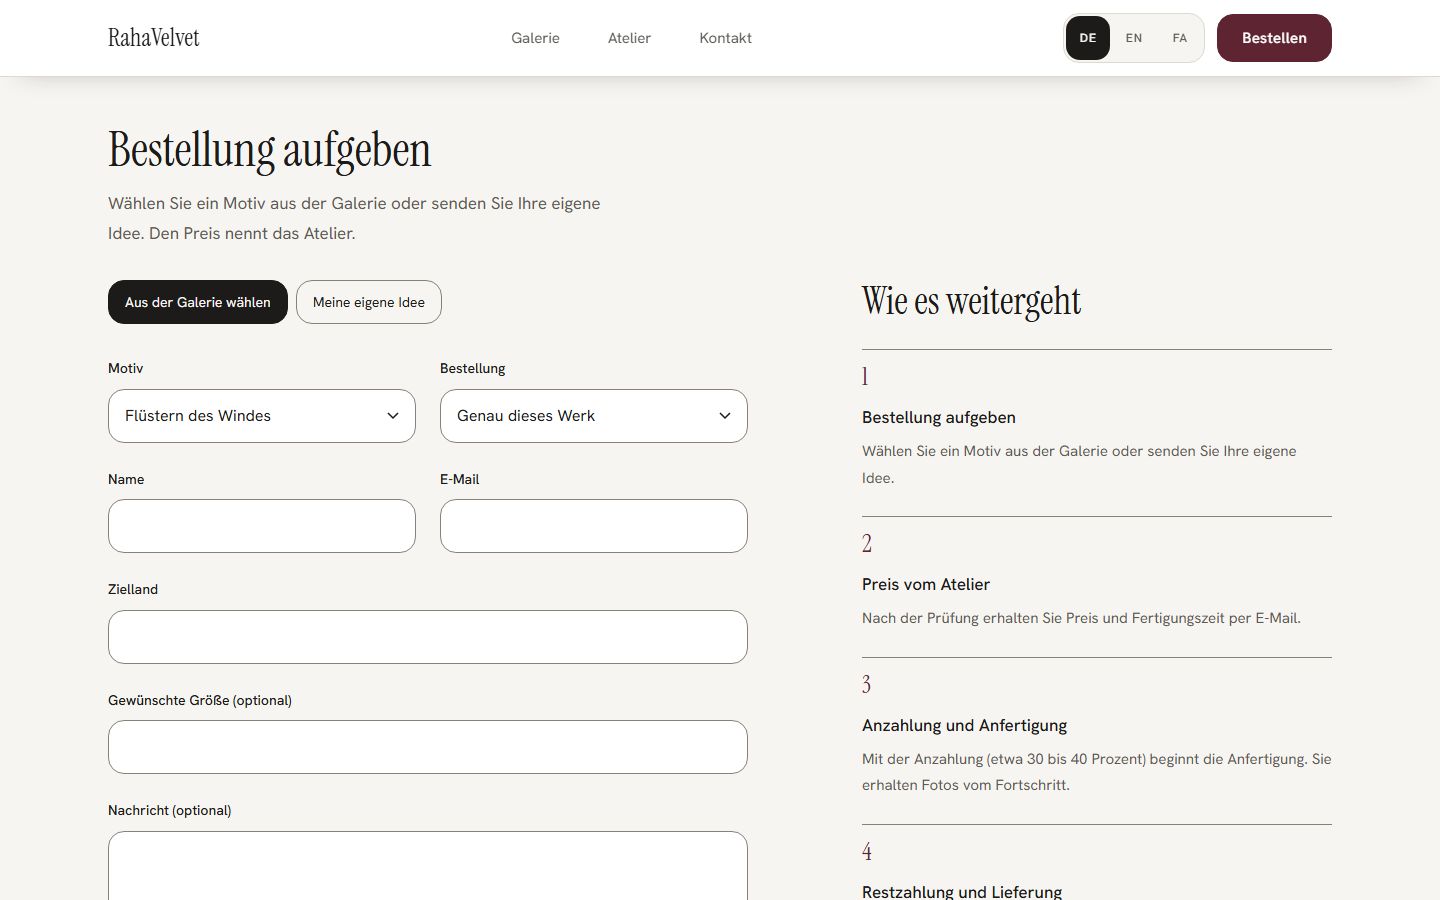 RahaVelvet
Galerie
Atelier
Kontakt
DE
EN
FA
Bestellen
Bestellung aufgeben
Wählen Sie ein Motiv aus der Galerie oder senden Sie Ihre eigene
Idee. Den Preis nennt das Atelier.
Aus der Galerie wählen
Meine eigene Idee
Motiv
Bestellung
Flüstern des Windes
Genau dieses Werk
Name
E-Mail
Zielland
Gewünschte Größe (optional)
Nachricht (optional)
Wie es weitergeht
1
Bestellung aufgeben
Wählen Sie ein Motiv aus der Galerie oder senden Sie Ihre eigene
Idee.
2
Preis vom Atelier
Nach der Prüfung erhalten Sie Preis und Fertigungszeit per E-Mail.
3
Anzahlung und Anfertigung
Mit der Anzahlung (etwa 30 bis 40 Prozent) beginnt die Anfertigung. Sie
erhalten Fotos vom Fortschritt.
4
Restzahlung und Lieferung